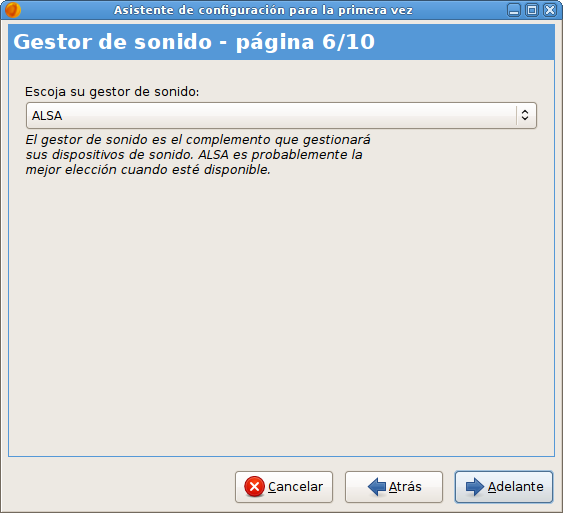 Asistente de configuración para la primera vez
Gestor de sonido - página 6/10
Escoja su gestor de sonido:
ALSA
El gestor de sonido es el complemento que gestionará
sus dispositivos de sonido. ALSA es probablemente la
mejor elección cuando esté disponible.
Cancelar
Atrás
Adelante